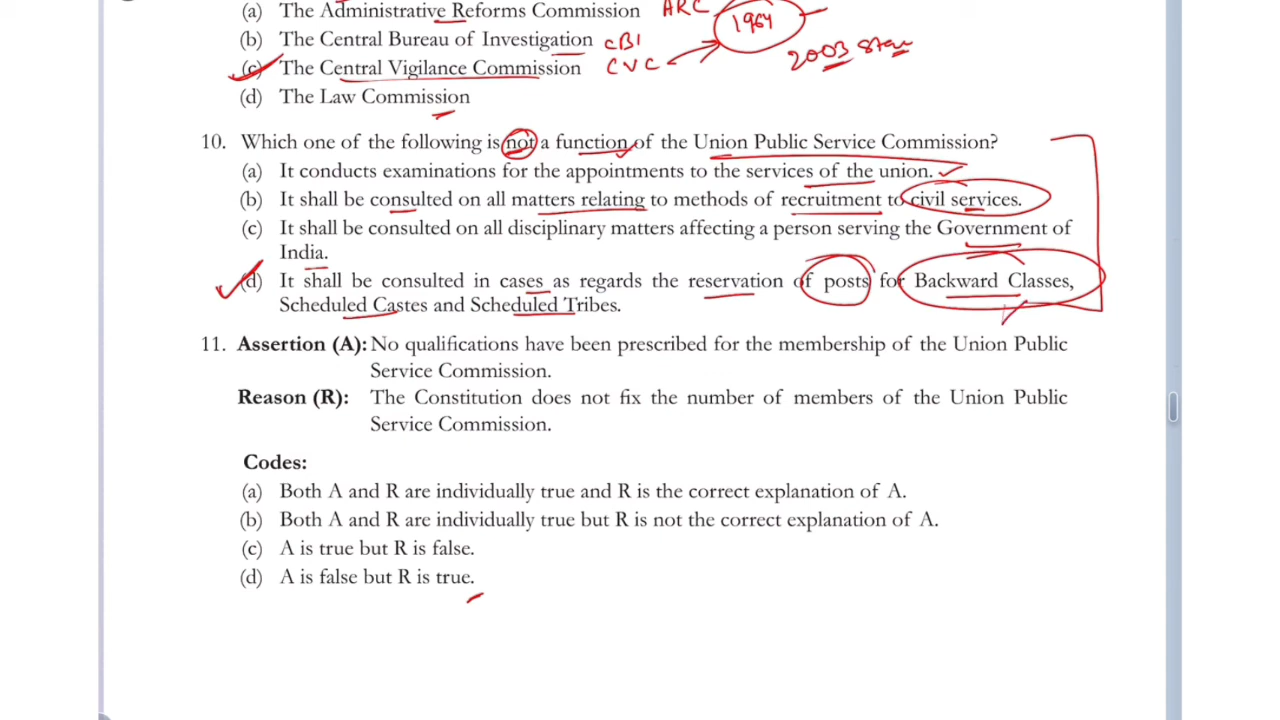 (a) The Administrative Reforms Commission ARC
1964
(b) The Central Bureau of Investigation CBI
2003
(c) The Central Vigilance Commission CVC
(d) The Law Commission
10. Which one of the following is not a function of the Union Public Service Commission?
(a) It conducts examinations for the appointments to the services of the union.
(b) It shall be consulted on all matters relating to methods of recruitment to civil services.
(c) It shall be consulted on all disciplinary matters affecting a person serving the Government of
India.
(d) It shall be consulted in cases as regards the reservation of posts for Backward Classes,
Scheduled Castes and Scheduled Tribes.
11. Assertion (A): No qualifications have been prescribed for the membership of the Union Public
Service Commission.
Reason (R): The Constitution does not fix the number of members of the Union Public
Service Commission.
Codes:
(a) Both A and R are individually true and R is the correct explanation of A.
(b) Both A and R are individually true but R is not the correct explanation of A.
(c) A is true but R is false.
(d) A is false but R is true.